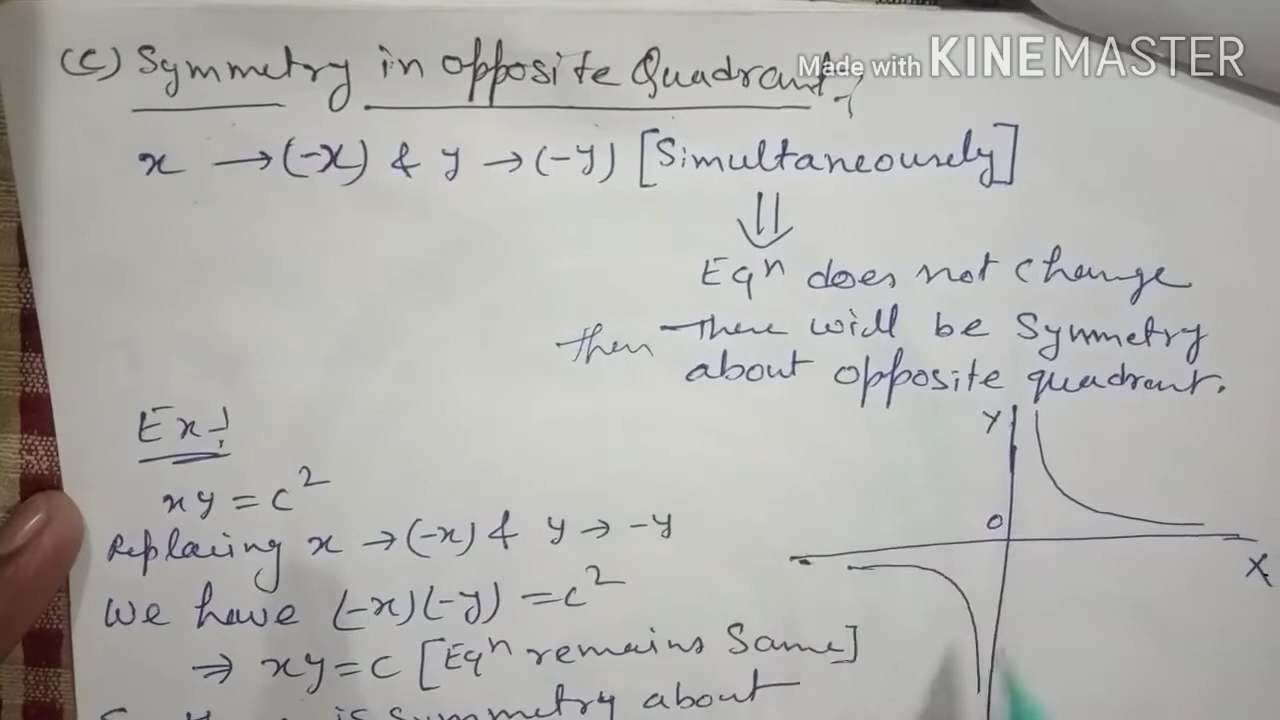 (C) Symmetry in opposite Quadrant:-
Made with KINEMASTER
x → (-x) & y → (-y) [Simultaneously]
⇓
Eqⁿ does not change
then There will be Symmetry
about opposite quadrant.
Ex:-
xy = c²
Replacing x → (-x) & y → -y
We have (-x)(-y) = c²
⇒ xy = c [Eqⁿ remains Same]
is symmetry about
Y
O
X